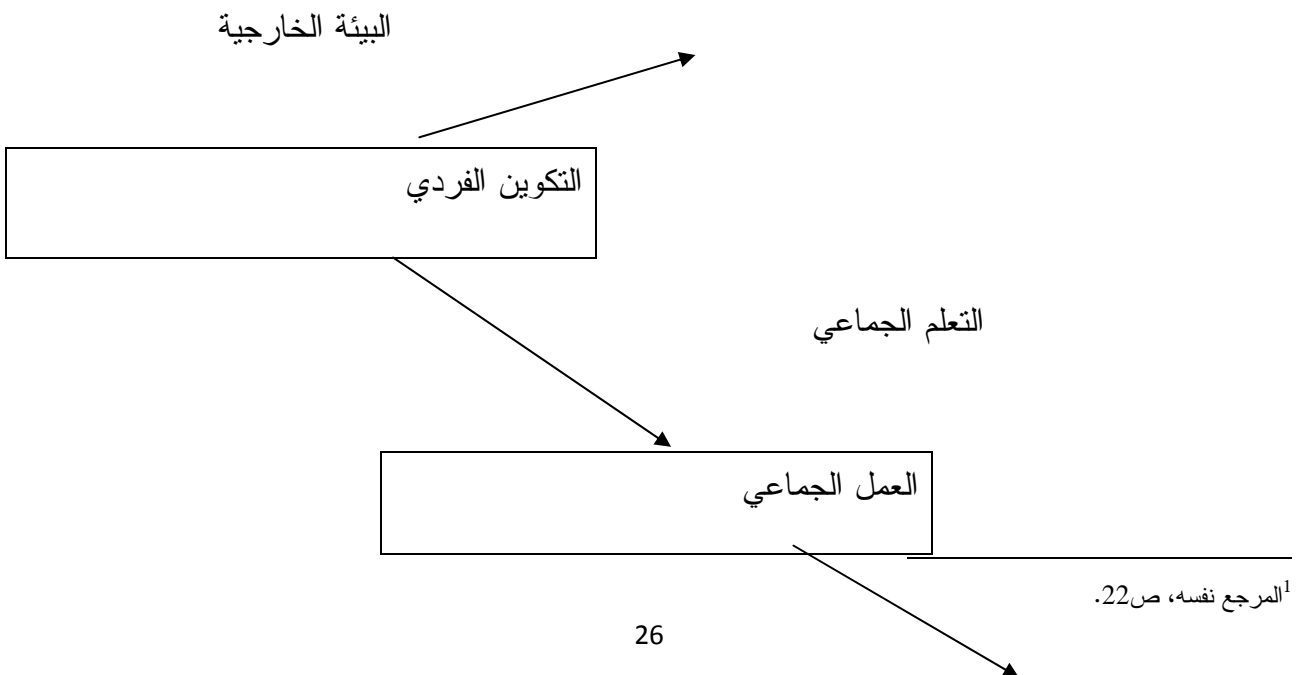 البيئة الخارجية
التكوين الفردي
التعلم الجماعي
العمل الجماعي
¹المرجع نفسه، ص22.
26